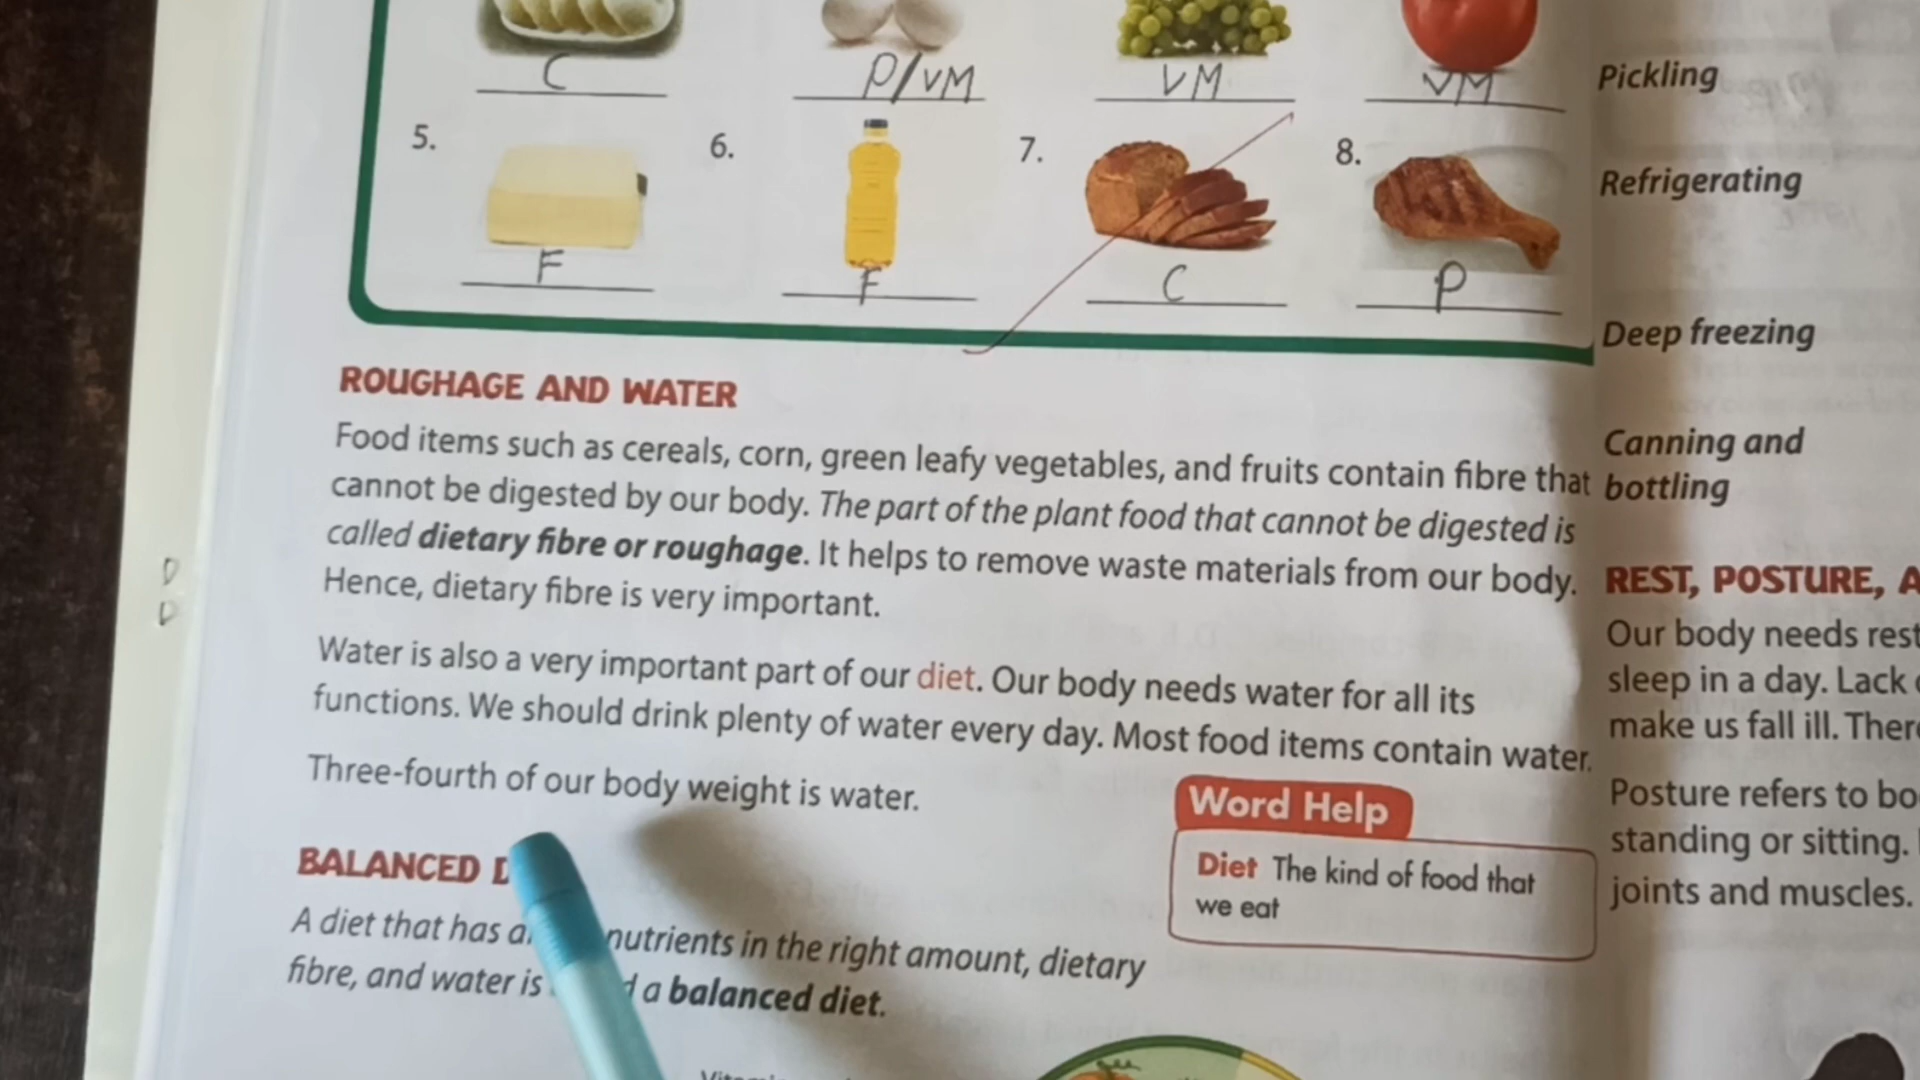 C P/VM VM VM
5. 6. 7. 8.
F F C P
ROUGHAGE AND WATER
Food items such as cereals, corn, green leafy vegetables, and fruits contain fibre that
cannot be digested by our body. The part of the plant food that cannot be digested is
called dietary fibre or roughage. It helps to remove waste materials from our body.
Hence, dietary fibre is very important.
Water is also a very important part of our diet. Our body needs water for all its
functions. We should drink plenty of water every day. Most food items contain water.
Three-fourth of our body weight is water.
Word Help
Diet The kind of food that
we eat
BALANCED
A diet that has nutrients in the right amount, dietary
fibre, and water is a balanced diet.
Pickling
Refrigerating
Deep freezing
Canning and
bottling
REST, POSTURE,
Our body needs rest
sleep in a day. Lack
make us fall ill.
Posture refers to
standing or sitting.
joints and muscles.